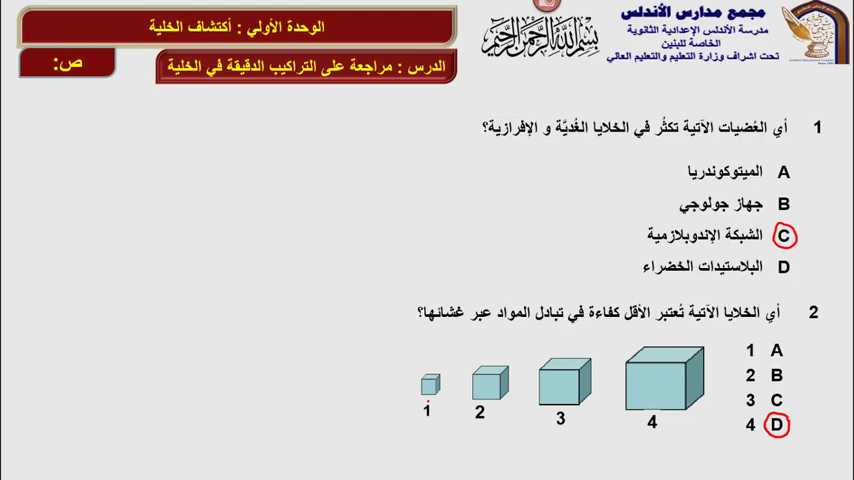 مجمع مدارس الأندلس
مدرسة الأندلس الإعدادية الثانوية
الخاصة للبنين
تحت اشراف وزارة التربية والتعليم العالي
بسم الله الرحمن الرحيم
الوحدة الأولي : أكتشاف الخلية
الدرس : مراجعة على التراكيب الدقيقة في الخلية
ص:
1 أي العُضيات الآتية تكثُر في الخلايا الغُديَّة و الإفرازية؟
A الميتوكوندريا
B جهاز جولوجي
C الشبكة الإندوبلازمية
D البلاستيدات الخضراء
2 أي الخلايا الآتية تُعتبر الأقل كفاءة في تبادل المواد عبر غشائها؟
A 1
B 2
C 3
D 4
1 2 3 4